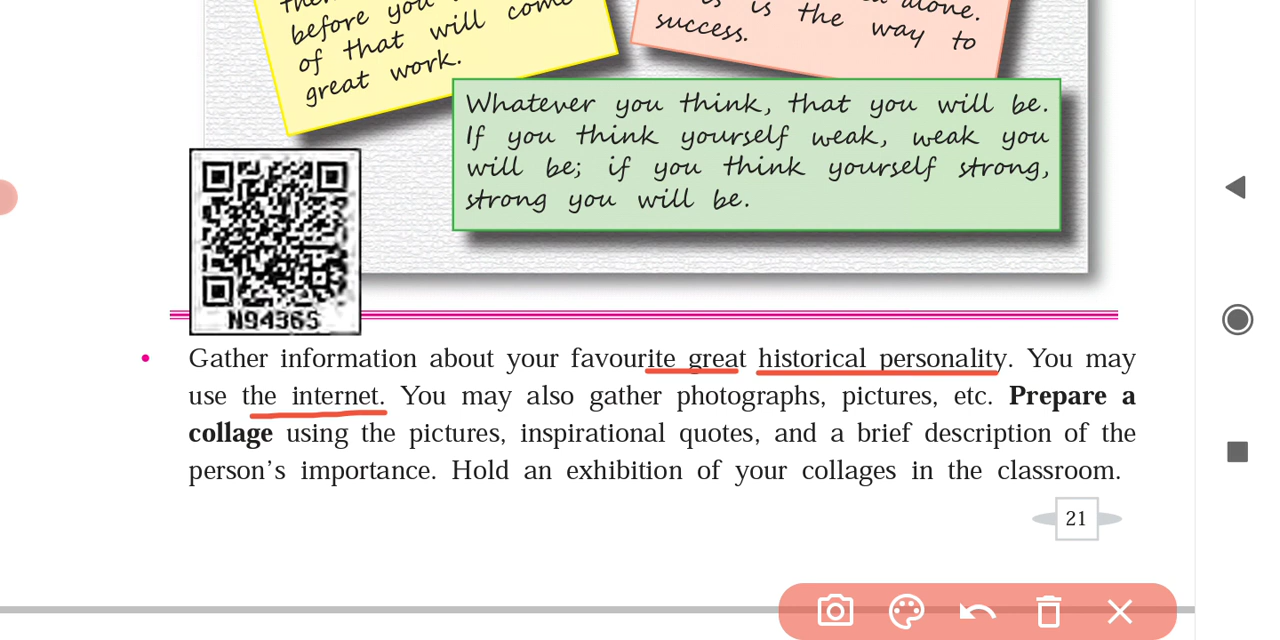 before you
of that will come
great work.
alone.
is the way to
success.
Whatever you think, that you will be.
If you think yourself weak, weak you
will be; if you think yourself strong,
strong you will be.
N94365
• Gather information about your favourite great historical personality. You may
use the internet. You may also gather photographs, pictures, etc. Prepare a
collage using the pictures, inspirational quotes, and a brief description of the
person's importance. Hold an exhibition of your collages in the classroom.
21